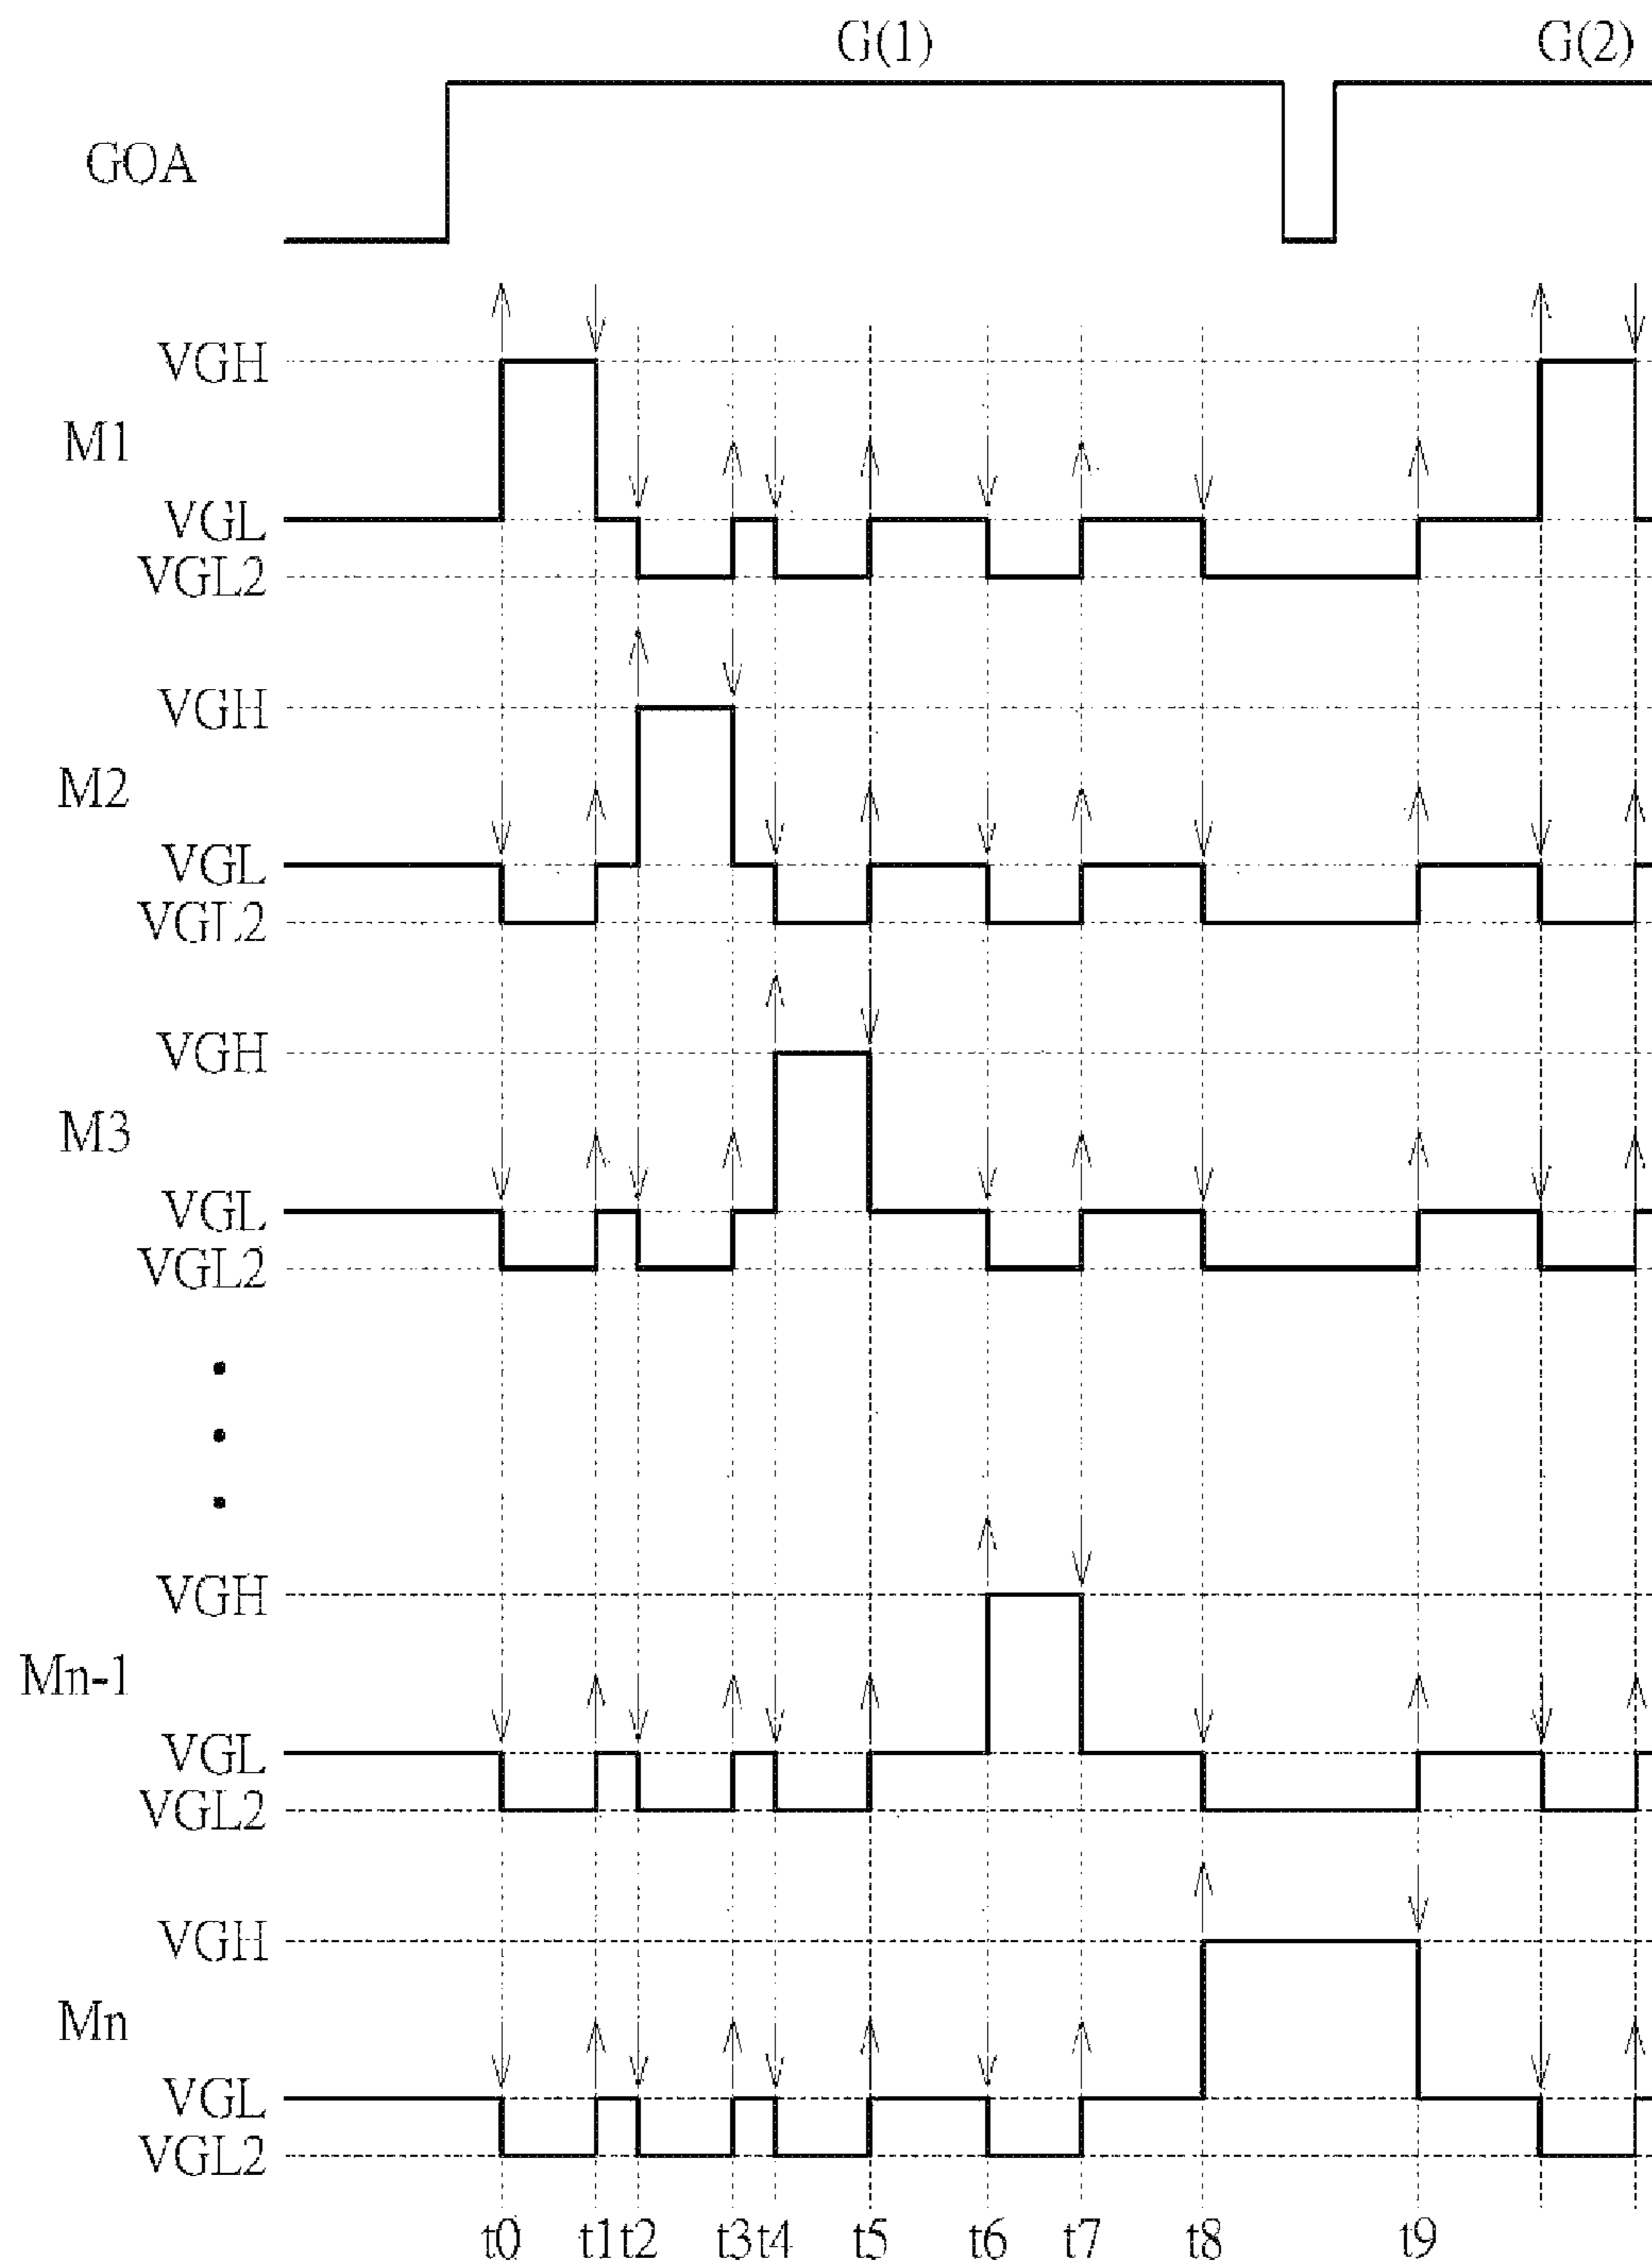 G(1) G(2)
GOA
VGH
M1
VGL
VGL2
VGH
M2
VGL
VGL2
VGH
M3
VGL
VGL2
VGH
Mn-1
VGL
VGL2
VGH
Mn
VGL
VGL2
t0 t1 t2 t3 t4 t5 t6 t7 t8 t9